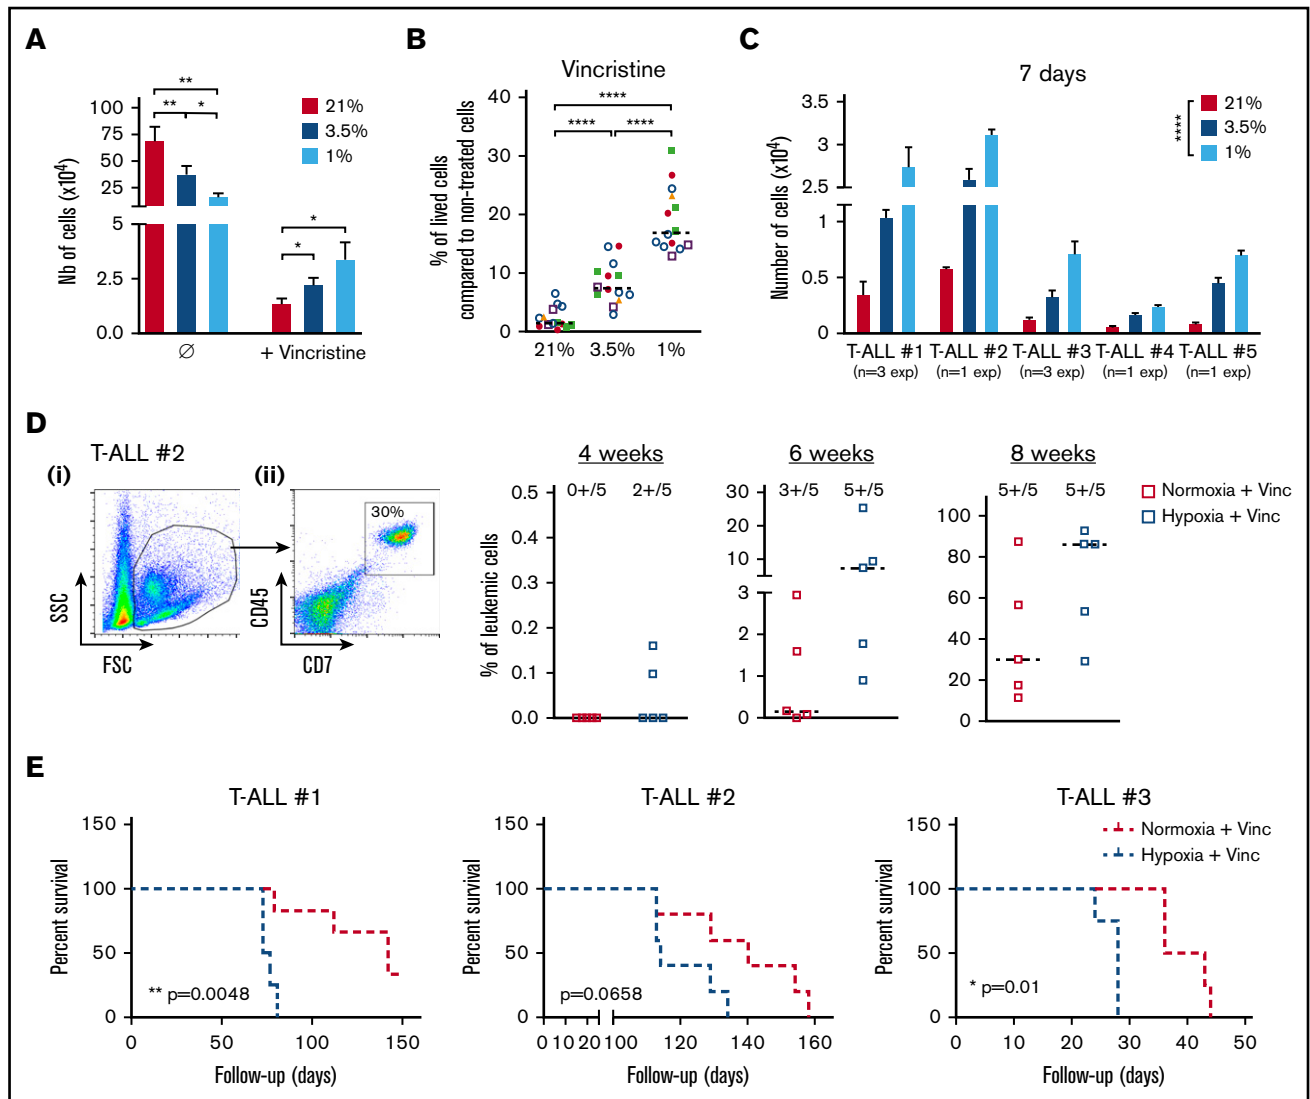 A
Nb of cells (x10⁴)
100
75
50
25
5
2.5
0.0
**
** *
*
*
21%
3.5%
1%
∅ + Vincristine
B
Vincristine
% of lived cells
compared to non-treated cells
40
30
20
10
0
****
**** ****
21% 3.5% 1%
C
7 days
Number of cells (x10⁴)
3.5
3
2.5
1
0.5
0
21%
3.5%
1%
****
T-ALL #1 T-ALL #2 T-ALL #3 T-ALL #4 T-ALL #5
(n=3 exp) (n=1 exp) (n=3 exp) (n=1 exp) (n=1 exp)
D
T-ALL #2
(i) (ii)
SSC
FSC
30%
CD45
CD7
% of leukemic cells
4 weeks
0+/5 2+/5
0.5
0.4
0.3
0.2
0.1
0.0
6 weeks
3+/5 5+/5
30
20
10
3
2
1
0
8 weeks
5+/5 5+/5
100
80
60
40
20
0
Normoxia + Vinc
Hypoxia + Vinc
E
T-ALL #1
Percent survival
150
100
50
0
** p=0.0048
0 50 100 150
Follow-up (days)
T-ALL #2
Percent survival
150
100
50
0
p=0.0658
0 10 20 100 120 140 160
Follow-up (days)
T-ALL #3
Percent survival
150
100
50
0
Normoxia + Vinc
Hypoxia + Vinc
* p=0.01
0 10 20 30 40 50
Follow-up (days)